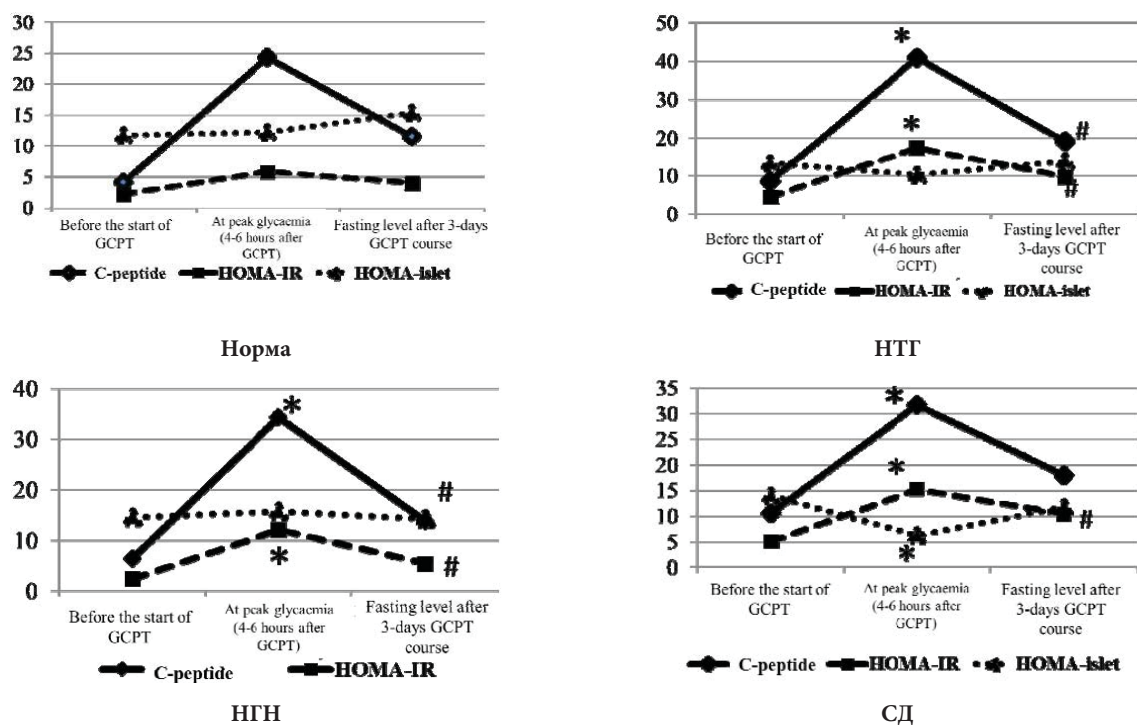 30
25
20
15
10
5
0
Before the start of
GCPT
At peak glycaemia
(4-6 hours after
GCPT)
Fasting level after 3-days
GCPT course
C-peptide HOMA-IR HOMA-islet
Норма
50
40
30
20
10
0
*
*
#
#
Before the start of
GCPT
At peak glycaemia
(4-6 hours after
GCPT)
Fasting level after
3-days GCPT
course
C-peptide HOMA-IR HOMA-islet
НТГ
40
30
20
10
0
*
*
#
#
Before the start of
GCPT
At peak glycaemia
(4-6 hours after
GCPT)
Fasting level after
3-days GCPT
course
C-peptide HOMA-IR
НГН
35
30
25
20
15
10
5
0
*
*
*
#
Before the start of
GCPT
At peak glycaemia
(4-6 hours after
GCPT)
Fasting level after
3-days GCPT
course
C-peptide HOMA-IR HOMA-islet
СД